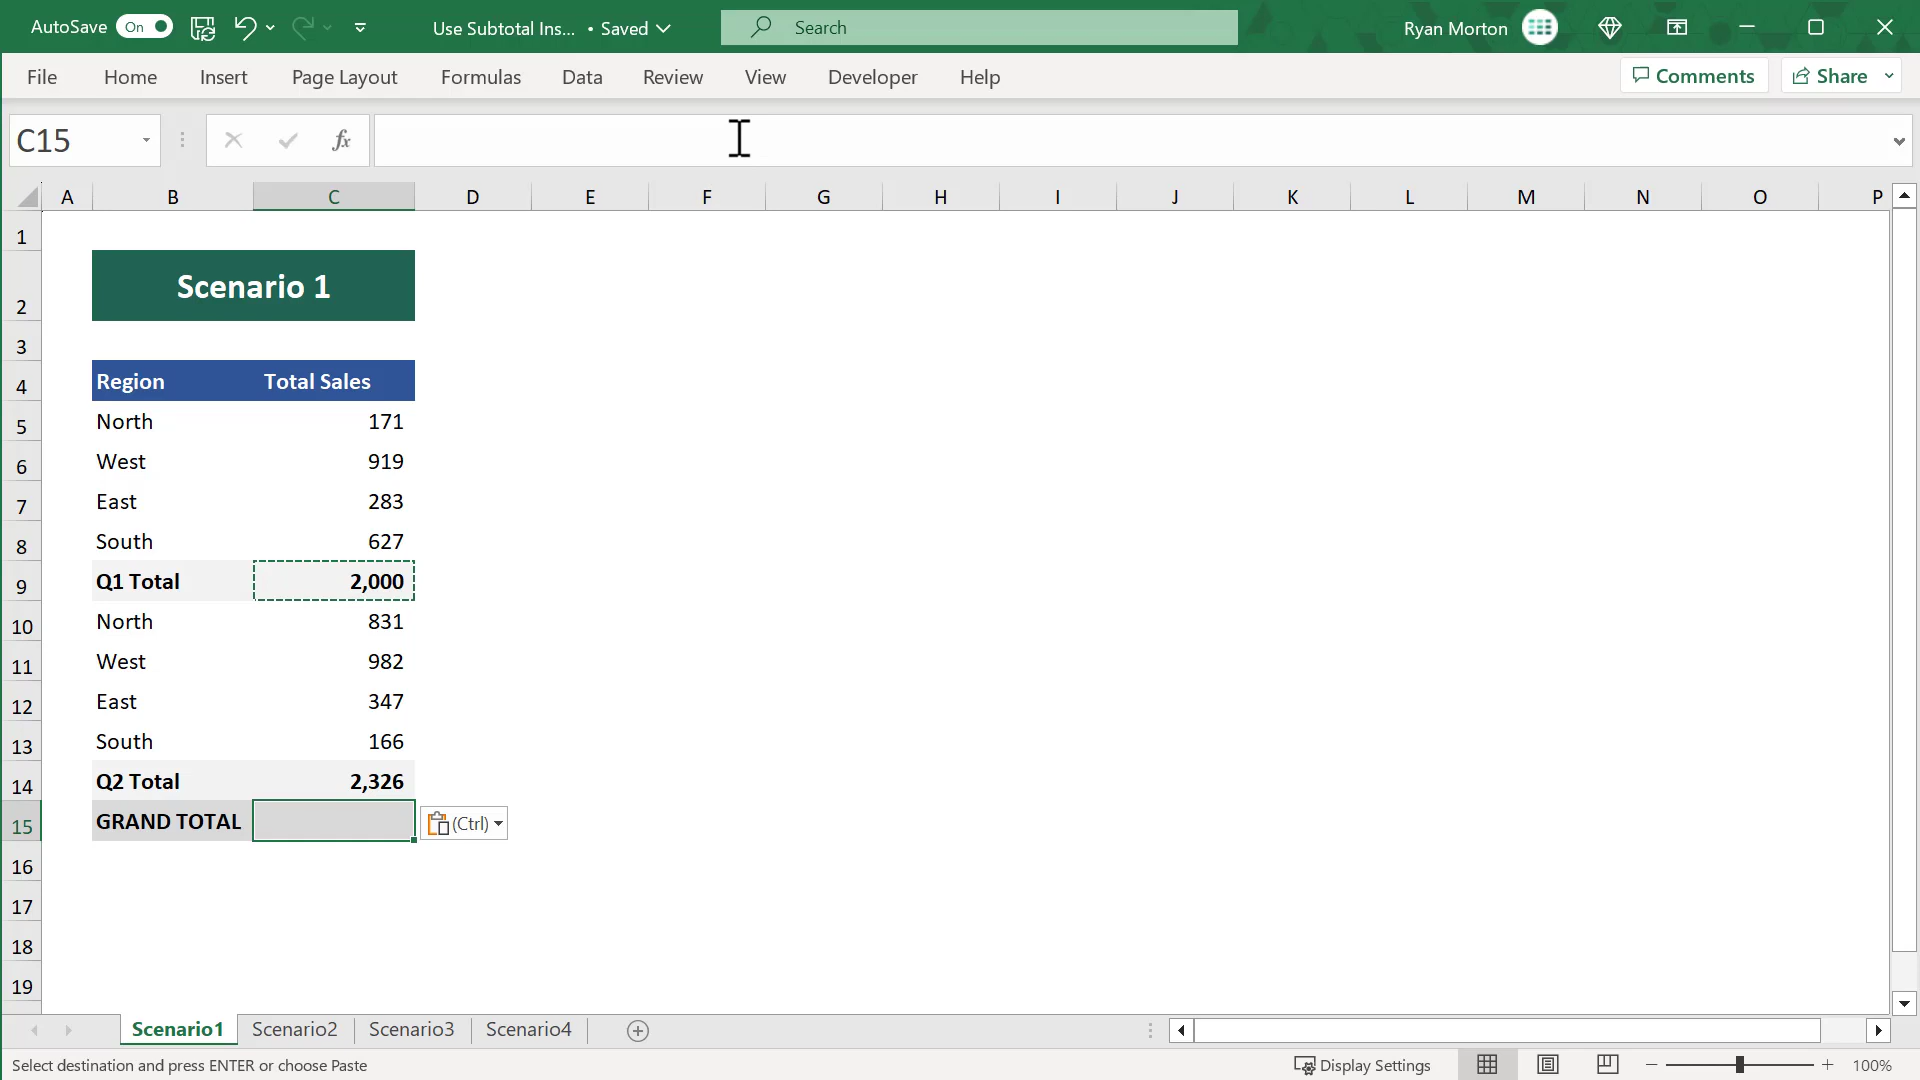 AutoSave On Use Subtotal Ins... • Saved Search Ryan Morton
File Home Insert Page Layout Formulas Data Review View Developer Help Comments Share
C15 fx
A B C D E F G H I J K L M N O P
1
2 Scenario 1
3
4 Region Total Sales
5 North 171
6 West 919
7 East 283
8 South 627
9 Q1 Total 2,000
10 North 831
11 West 982
12 East 347
13 South 166
14 Q2 Total 2,326
15 GRAND TOTAL (Ctrl)
16
17
18
19
Scenario1 Scenario2 Scenario3 Scenario4
Select destination and press ENTER or choose Paste Display Settings 100%